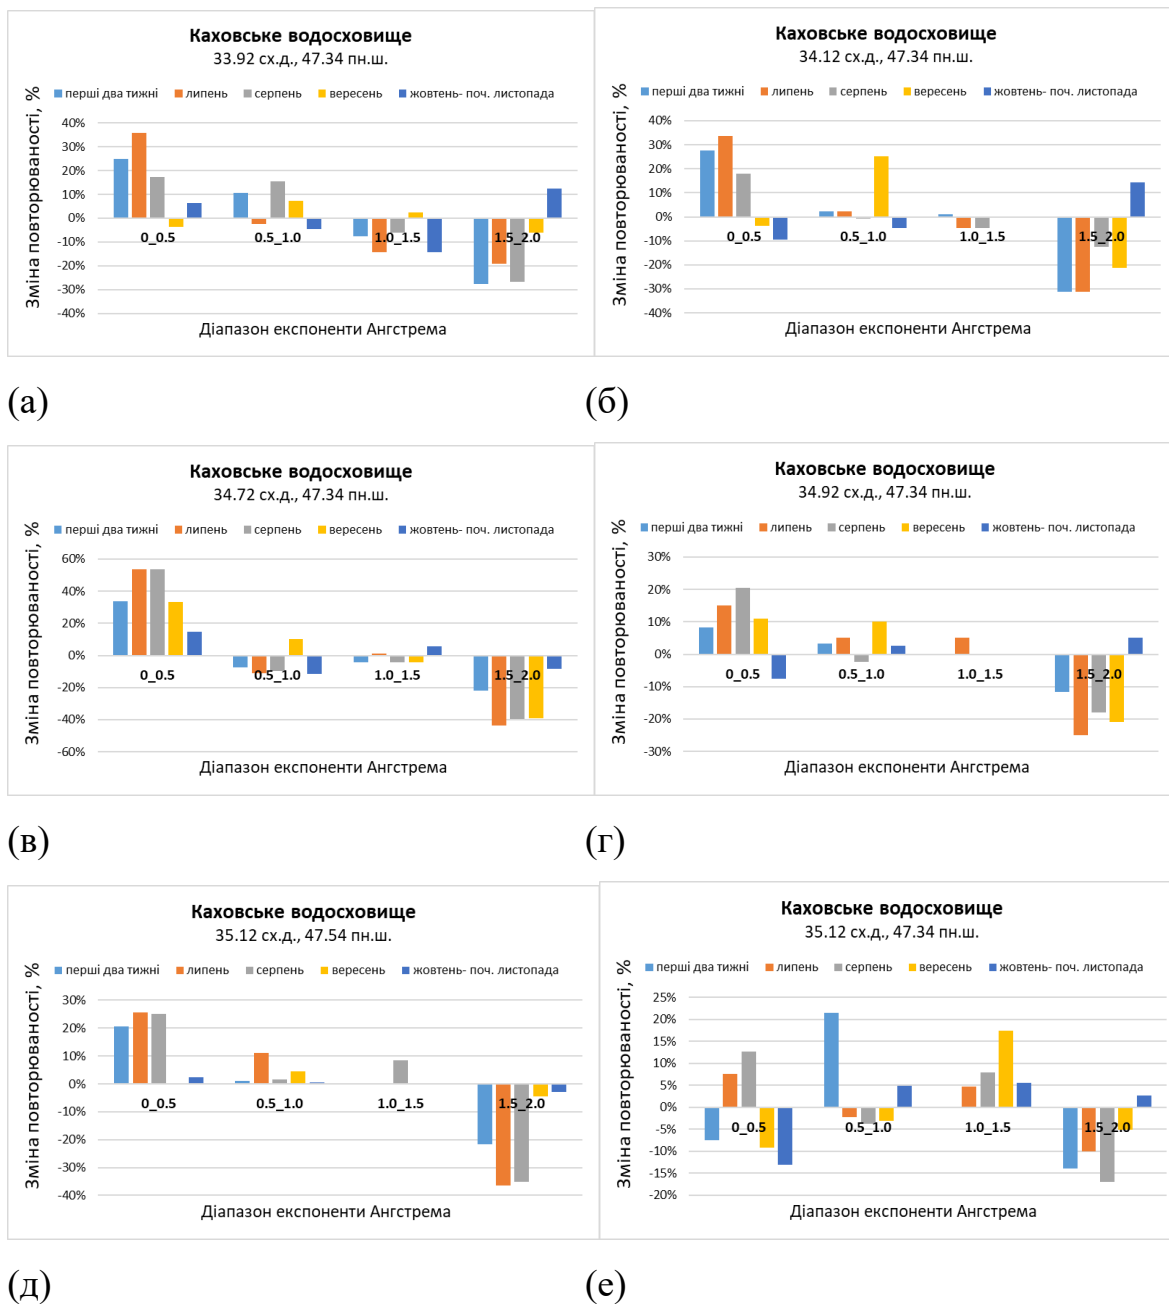 Каховське водосховище
33.92 сх.д., 47.34 пн.ш.
перші два тижні липень серпень вересень жовтень- поч. листопада
Зміна повторюваності, %
40%
30%
20%
10%
0%
-10%
-20%
-30%
-40%
0_0.5 0.5_1.0 1.0_1.5 1.5_2.0
Діапазон експоненти Ангстрема
(а)
Каховське водосховище
34.12 сх.д., 47.34 пн.ш.
перші два тижні липень серпень вересень жовтень- поч. листопада
Зміна повторюваності, %
40%
30%
20%
10%
0%
-10%
-20%
-30%
-40%
0_0.5 0.5_1.0 1.0_1.5 1.5_2.0
Діапазон експоненти Ангстрема
(б)
Каховське водосховище
34.72 сх.д., 47.34 пн.ш.
перші два тижні липень серпень вересень жовтень- поч. листопада
Зміна повторюваності, %
60%
40%
20%
0%
-20%
-40%
-60%
0_0.5 0.5_1.0 1.0_1.5 1.5_2.0
Діапазон експоненти Ангстрема
(в)
Каховське водосховище
34.92 сх.д., 47.34 пн.ш.
перші два тижні липень серпень вересень жовтень- поч. листопада
Зміна повторюваності, %
30%
20%
10%
0%
-10%
-20%
-30%
0_0.5 0.5_1.0 1.0_1.5 1.5_2.0
Діапазон експоненти Ангстрема
(г)
Каховське водосховище
35.12 сх.д., 47.54 пн.ш.
перші два тижні липень серпень вересень жовтень- поч. листопада
Зміна повторюваності, %
30%
20%
10%
0%
-10%
-20%
-30%
-40%
0_0.5 0.5_1.0 1.0_1.5 1.5_2.0
Діапазон експоненти Ангстрема
(д)
Каховське водосховище
35.12 сх.д., 47.34 пн.ш.
перші два тижні липень серпень вересень жовтень- поч. листопада
Зміна повторюваності, %
25%
20%
15%
10%
5%
0%
-5%
-10%
-15%
-20%
0_0.5 0.5_1.0 1.0_1.5 1.5_2.0
Діапазон експоненти Ангстрема
(е)